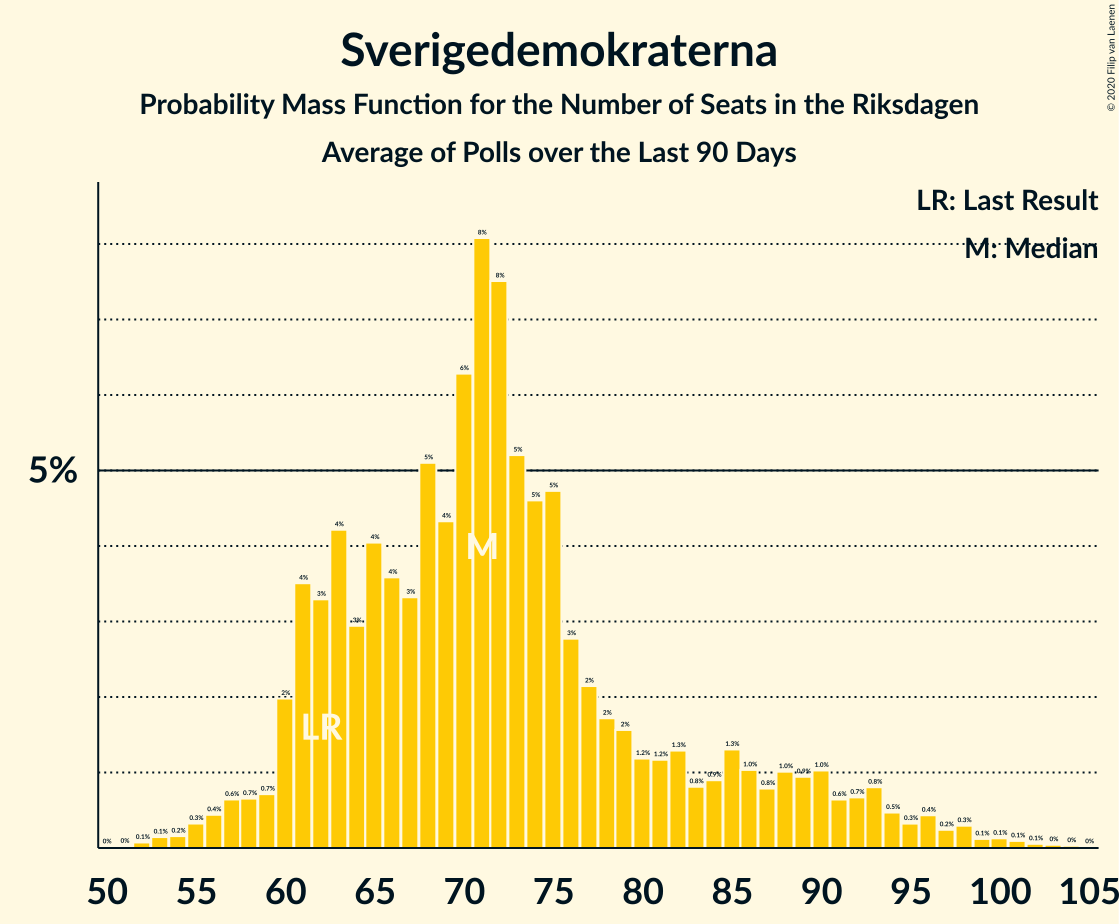 Sverigedemokraterna
Probability Mass Function for the Number of Seats in the Riksdagen
Average of Polls over the Last 90 Days
© 2020 Filip van Laenen
LR: Last Result
M: Median
5%
0% 0% 0.1% 0.1% 0.2% 0.3% 0.4% 0.6% 0.7% 0.7% 2% 4% 3% 4% 3% 4% 4% 3% 5% 4% 6% 8% 8% 5% 5% 5% 3% 2% 2% 2% 1.2% 1.2% 1.3% 0.8% 0.9% 1.3% 1.0% 0.8% 1.0% 0.9% 1.0% 0.6% 0.7% 0.8% 0.5% 0.3% 0.4% 0.2% 0.3% 0.1% 0.1% 0.1% 0.1% 0% 0% 0%
M
LR
50 55 60 65 70 75 80 85 90 95 100 105